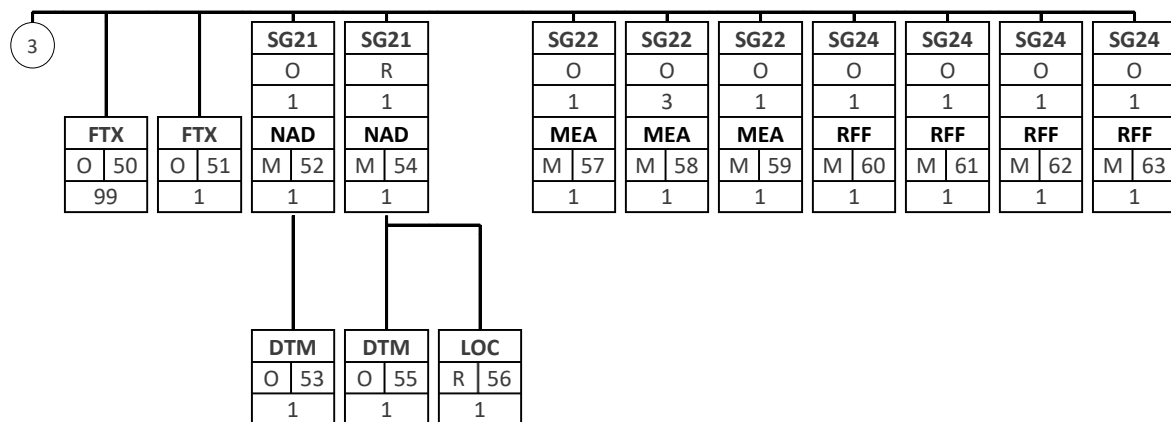 3
SG21 SG21 SG22 SG22 SG22 SG24 SG24 SG24 SG24
O R O O O O O O O
1 1 1 3 1 1 1 1 1
FTX FTX NAD NAD MEA MEA MEA RFF RFF RFF RFF
O 50 O 51 M 52 M 54 M 57 M 58 M 59 M 60 M 61 M 62 M 63
99 1 1 1 1 1 1 1 1 1 1
DTM DTM LOC
O 53 O 55 R 56
1 1 1